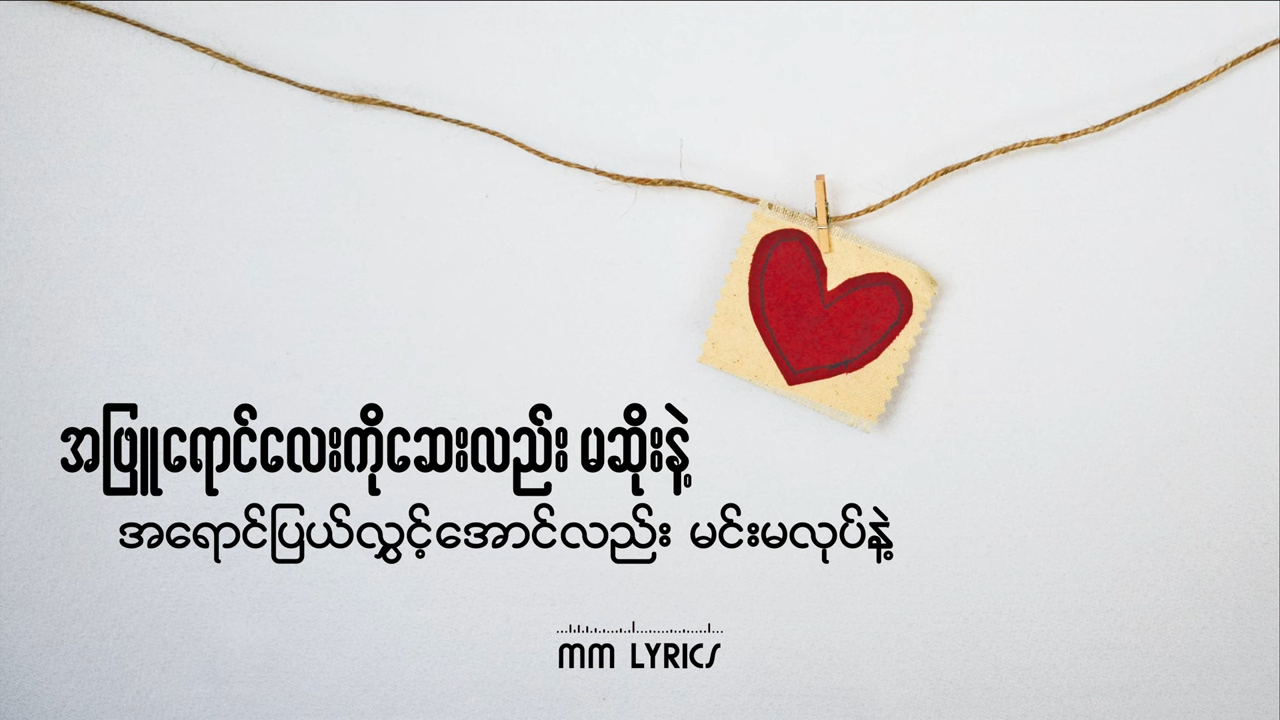 အဖြူရောင်လေးကိုဆေးလည်း မဆိုးနဲ့
အရောင်ပြယ်လွှင့်အောင်လည်း မင်းမလုပ်နဲ့
MM LYRICS